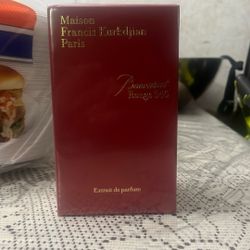 Maison
Francis Kurkdjian
Paris
Baccarat
Rouge 540
Extrait de parfum